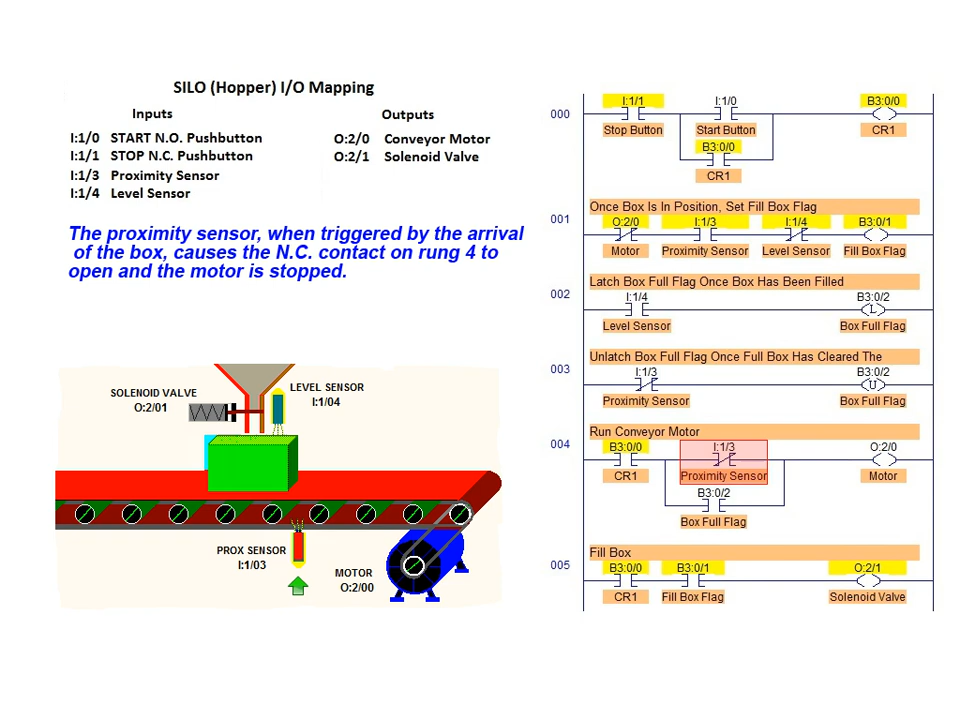 SILO (Hopper) I/O Mapping
Inputs
Outputs
I:1/0 START N.O. Pushbutton
O:2/0 Conveyor Motor
I:1/1 STOP N.C. Pushbutton
O:2/1 Solenoid Valve
I:1/3 Proximity Sensor
I:1/4 Level Sensor
The proximity sensor, when triggered by the arrival
of the box, causes the N.C. contact on rung 4 to
open and the motor is stopped.
SOLENOID VALVE
O:2/01
LEVEL SENSOR
I:1/04
PROX SENSOR
I:1/03
MOTOR
O:2/00
I:1/1 I:1/0 B3:0/0
000
Stop Button Start Button CR1
B3:0/0
CR1
Once Box Is In Position, Set Fill Box Flag
001
O:2/0 I:1/3 I:1/4 B3:0/1
Motor Proximity Sensor Level Sensor Fill Box Flag
Latch Box Full Flag Once Box Has Been Filled
002
I:1/4 B3:0/2
L
Level Sensor Box Full Flag
Unlatch Box Full Flag Once Full Box Has Cleared The
003
I:1/3 B3:0/2
U
Proximity Sensor Box Full Flag
Run Conveyor Motor
004
B3:0/0 I:1/3 O:2/0
CR1 Proximity Sensor Motor
B3:0/2
Box Full Flag
Fill Box
005
B3:0/0 B3:0/1 O:2/1
CR1 Fill Box Flag Solenoid Valve